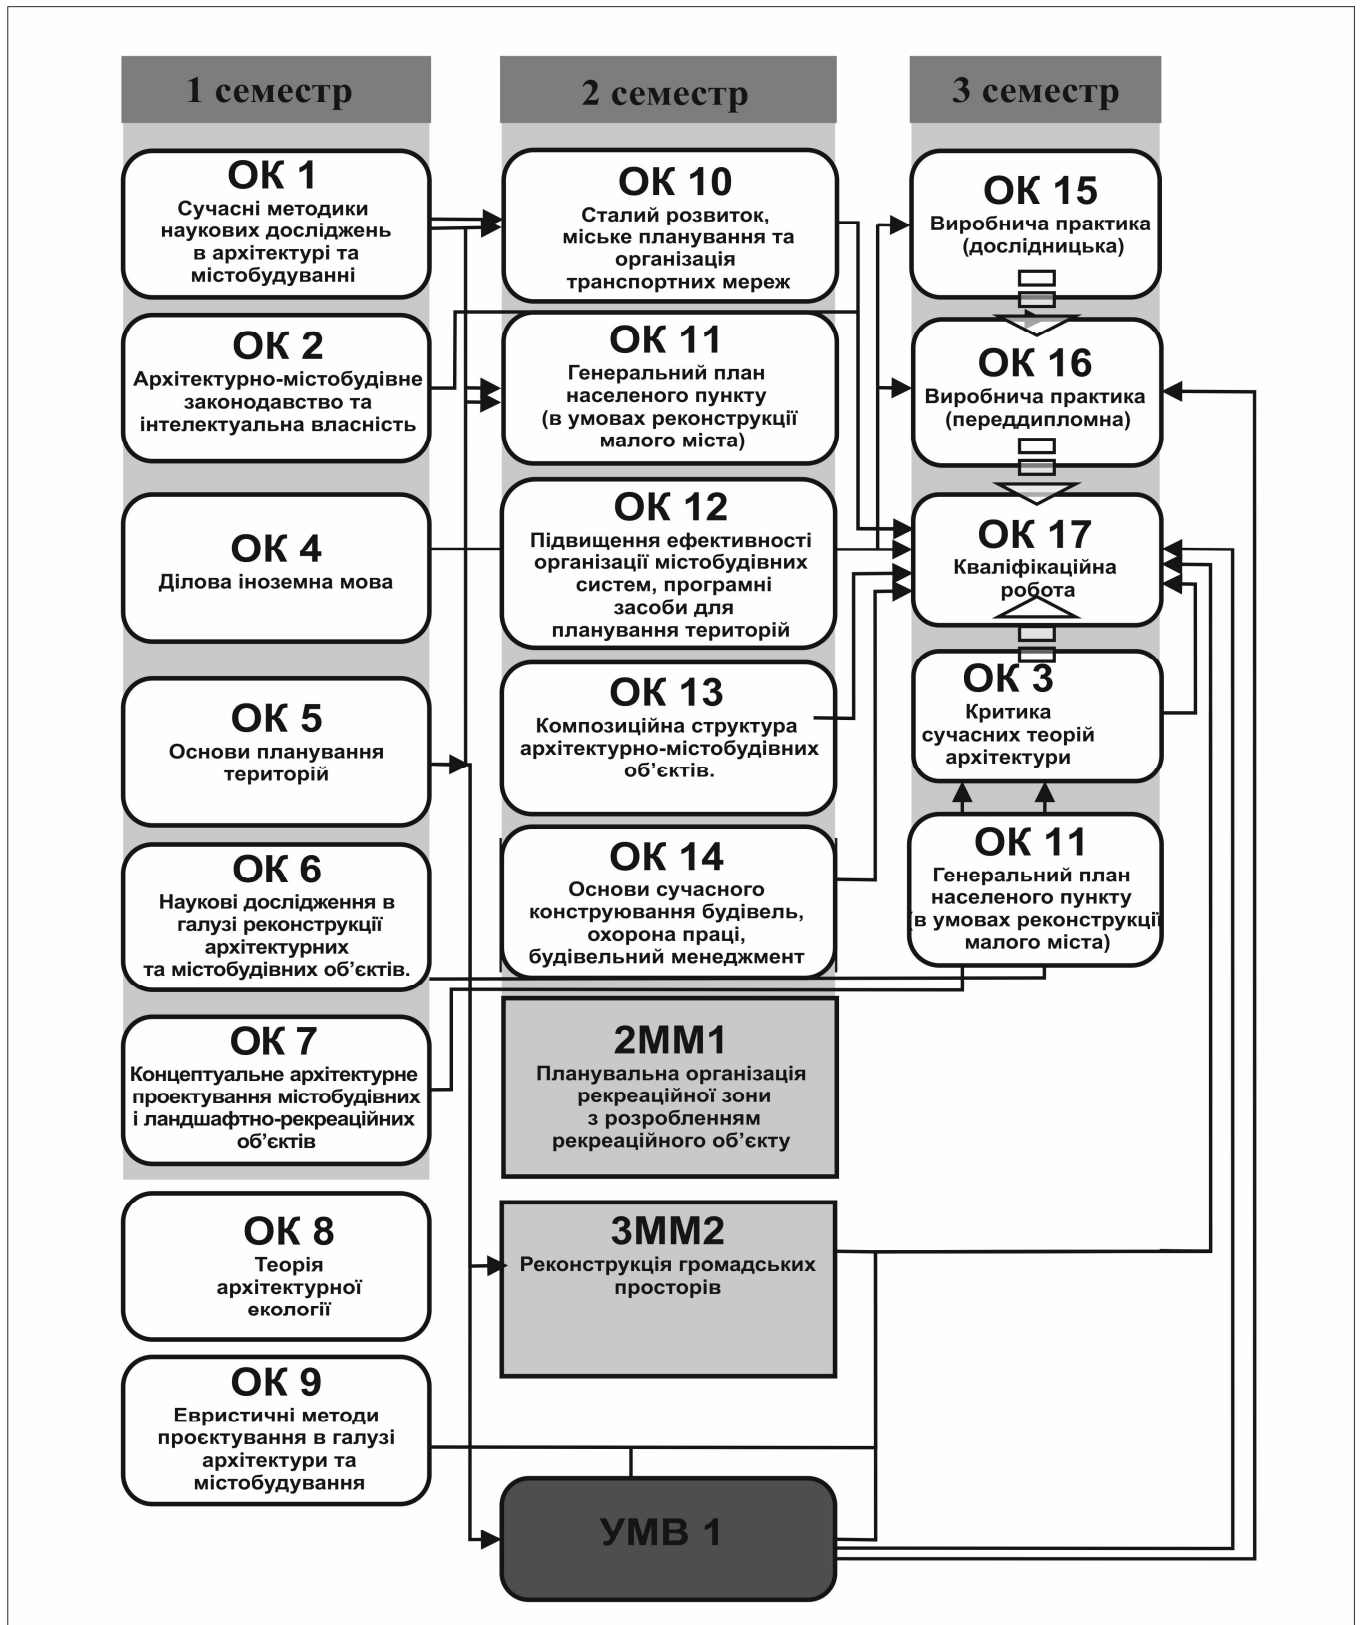 1 семестр
ОК 1
Сучасні методики
наукових досліджень
в архітектурі та
містобудуванні
ОК 2
Архітектурно-містобудівне
законодавство та
інтелектуальна власність
ОК 4
Ділова іноземна мова
ОК 5
Основи планування
територій
ОК 6
Наукові дослідження в
галузі реконструкції
архітектурних
та містобудівних об’єктів.
ОК 7
Концептуальне архітектурне
проектування містобудівних
і ландшафтно-рекреаційних
об’єктів
ОК 8
Теорія
архітектурної
екології
ОК 9
Евристичні методи
проєктування в галузі
архітектури та
містобудування
2 семестр
ОК 10
Сталий розвиток,
міське планування та
організація
транспортних мереж
ОК 11
Генеральний план
населеного пункту
(в умовах реконструкції
малого міста)
ОК 12
Підвищення ефективності
організації містобудівних
систем, програмні
засоби для
планування територій
ОК 13
Композиційна структура
архітектурно-містобудівних
об’єктів.
ОК 14
Основи сучасного
конструювання будівель,
охорона праці,
будівельний менеджмент
2ММ1
Планувальна організація
рекреаційної зони
з розробленням
рекреаційного об’єкту
3ММ2
Реконструкція громадських
просторів
УМВ 1
3 семестр
ОК 15
Виробнича практика
(дослідницька)
ОК 16
Виробнича практика
(переддипломна)
ОК 17
Кваліфікаційна
робота
ОК 3
Критика
сучасних теорій
архітектури
ОК 11
Генеральний план
населеного пункту
(в умовах реконструкції
малого міста)